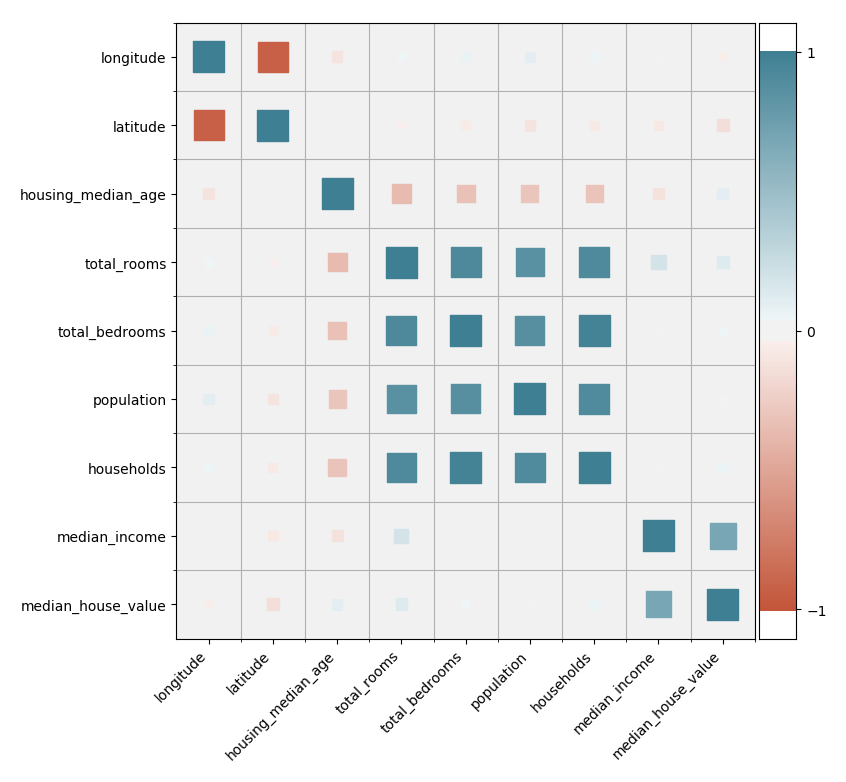 longitude
latitude
housing_median_age
total_rooms
total_bedrooms
population
households
median_income
median_house_value
1
0
−1
longitude
latitude
housing_median_age
total_rooms
total_bedrooms
population
households
median_income
median_house_value